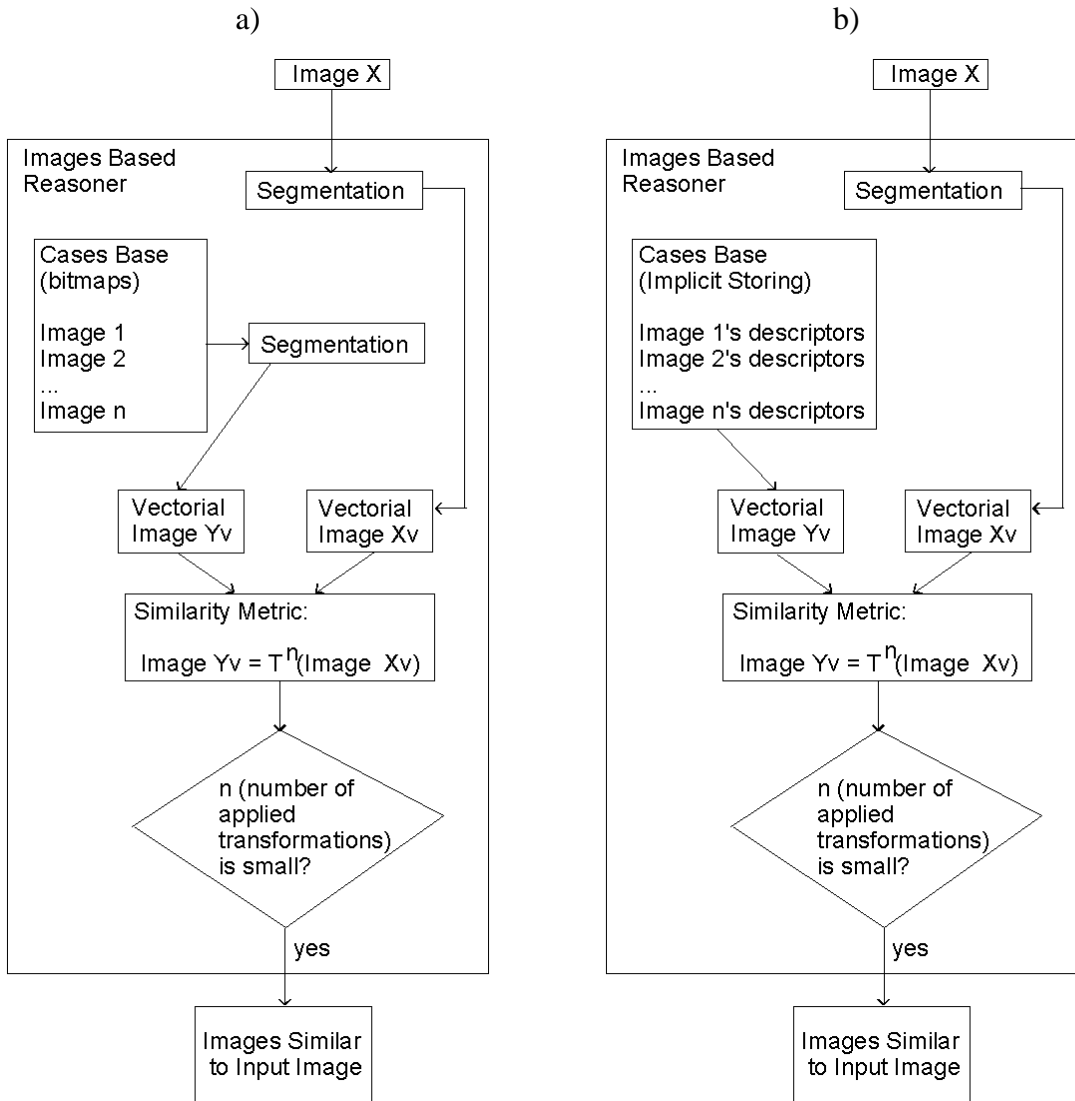 a)
Image X
Images Based
Reasoner
Segmentation
Cases Base
(bitmaps)
Image 1
Image 2
...
Image n
Segmentation
Vectorial
Image Yv
Vectorial
Image Xv
Similarity Metric:
Image Yv = T^n(Image Xv)
n (number of
applied
transformations)
is small?
yes
Images Similar
to Input Image
b)
Image X
Images Based
Reasoner
Segmentation
Cases Base
(Implicit Storing)
Image 1's descriptors
Image 2's descriptors
...
Image n's descriptors
Vectorial
Image Yv
Vectorial
Image Xv
Similarity Metric:
Image Yv = T^n(Image Xv)
n (number of
applied
transformations)
is small?
yes
Images Similar
to Input Image